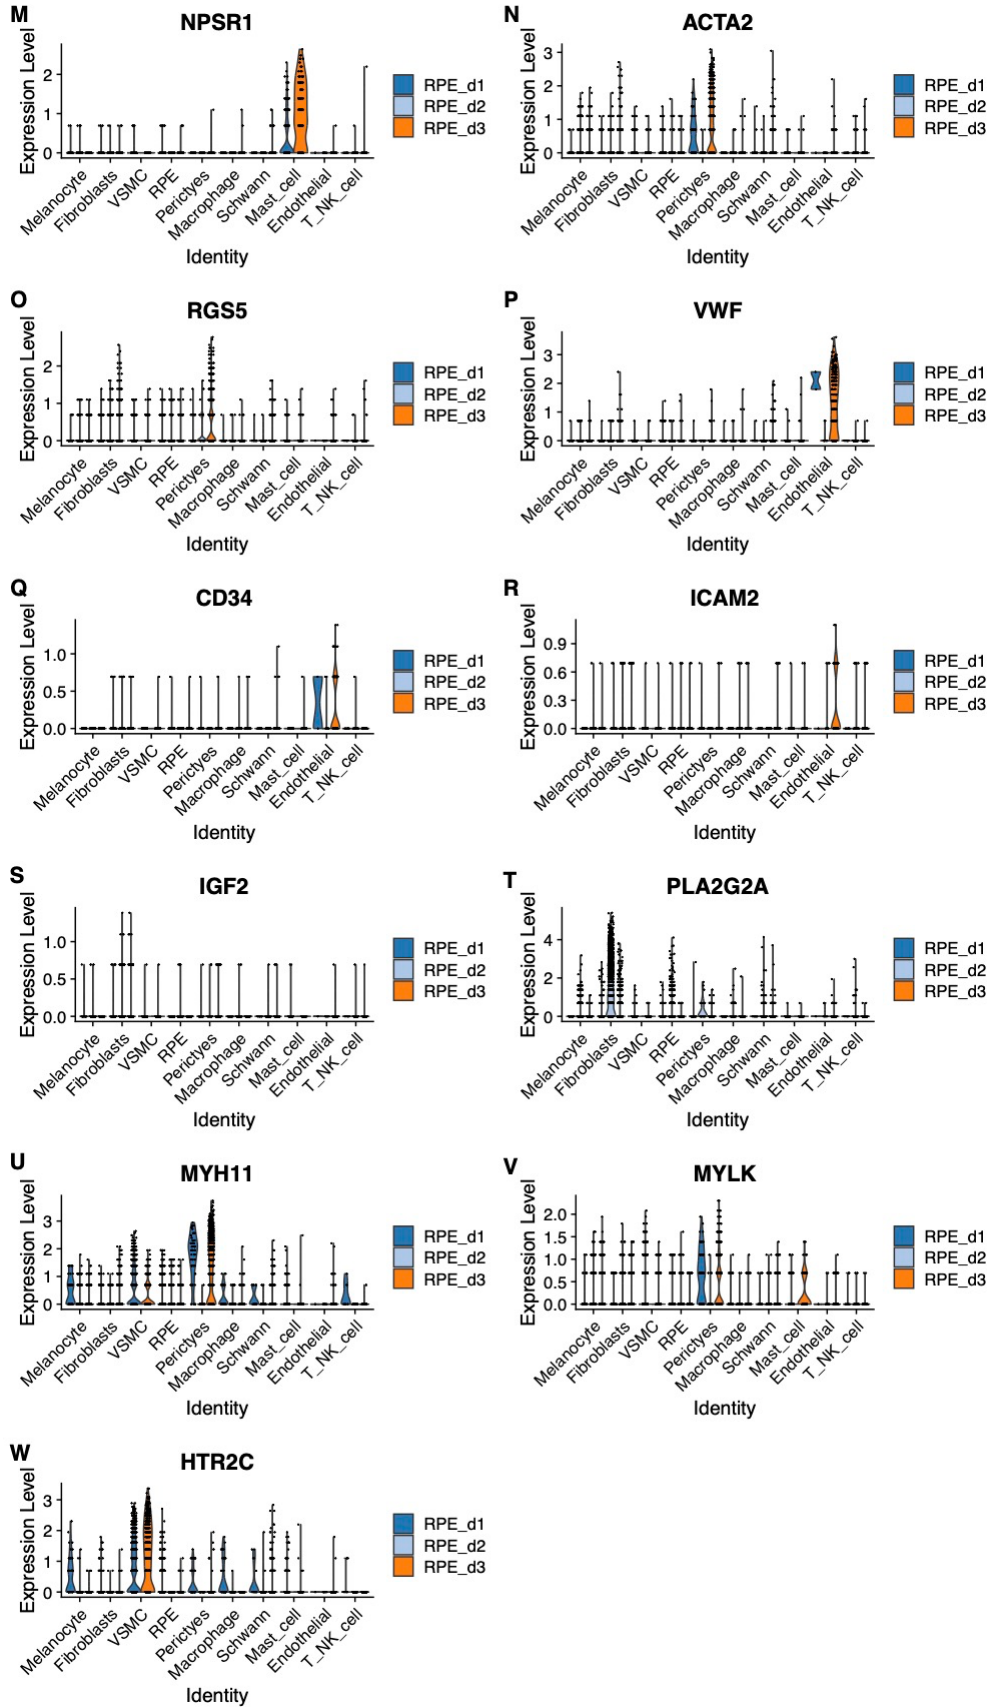 M
NPSR1
Expression Level
2
1
0
Melanocyte
Fibroblasts
VSMC
RPE
Perictyes
Macrophage
Schwann
Mast_cell
Endothelial
T_NK_cell
Identity
RPE_d1
RPE_d2
RPE_d3
N
ACTA2
Expression Level
3
2
1
0
Melanocyte
Fibroblasts
VSMC
RPE
Perictyes
Macrophage
Schwann
Mast_cell
Endothelial
T_NK_cell
Identity
RPE_d1
RPE_d2
RPE_d3
O
RGS5
Expression Level
2
1
0
Melanocyte
Fibroblasts
VSMC
RPE
Perictyes
Macrophage
Schwann
Mast_cell
Endothelial
T_NK_cell
Identity
RPE_d1
RPE_d2
RPE_d3
P
VWF
Expression Level
3
2
1
0
Melanocyte
Fibroblasts
VSMC
RPE
Perictyes
Macrophage
Schwann
Mast_cell
Endothelial
T_NK_cell
Identity
RPE_d1
RPE_d2
RPE_d3
Q
CD34
Expression Level
1.0
0.5
0.0
Melanocyte
Fibroblasts
VSMC
RPE
Perictyes
Macrophage
Schwann
Mast_cell
Endothelial
T_NK_cell
Identity
RPE_d1
RPE_d2
RPE_d3
R
ICAM2
Expression Level
0.9
0.6
0.3
0.0
Melanocyte
Fibroblasts
VSMC
RPE
Perictyes
Macrophage
Schwann
Mast_cell
Endothelial
T_NK_cell
Identity
RPE_d1
RPE_d2
RPE_d3
S
IGF2
Expression Level
1.0
0.5
0.0
Melanocyte
Fibroblasts
VSMC
RPE
Perictyes
Macrophage
Schwann
Mast_cell
Endothelial
T_NK_cell
Identity
RPE_d1
RPE_d2
RPE_d3
T
PLA2G2A
Expression Level
4
2
0
Melanocyte
Fibroblasts
VSMC
RPE
Perictyes
Macrophage
Schwann
Mast_cell
Endothelial
T_NK_cell
Identity
RPE_d1
RPE_d2
RPE_d3
U
MYH11
Expression Level
3
2
1
0
Melanocyte
Fibroblasts
VSMC
RPE
Perictyes
Macrophage
Schwann
Mast_cell
Endothelial
T_NK_cell
Identity
RPE_d1
RPE_d2
RPE_d3
V
MYLK
Expression Level
2.0
1.5
1.0
0.5
0.0
Melanocyte
Fibroblasts
VSMC
RPE
Perictyes
Macrophage
Schwann
Mast_cell
Endothelial
T_NK_cell
Identity
RPE_d1
RPE_d2
RPE_d3
W
HTR2C
Expression Level
3
2
1
0
Melanocyte
Fibroblasts
VSMC
RPE
Perictyes
Macrophage
Schwann
Mast_cell
Endothelial
T_NK_cell
Identity
RPE_d1
RPE_d2
RPE_d3